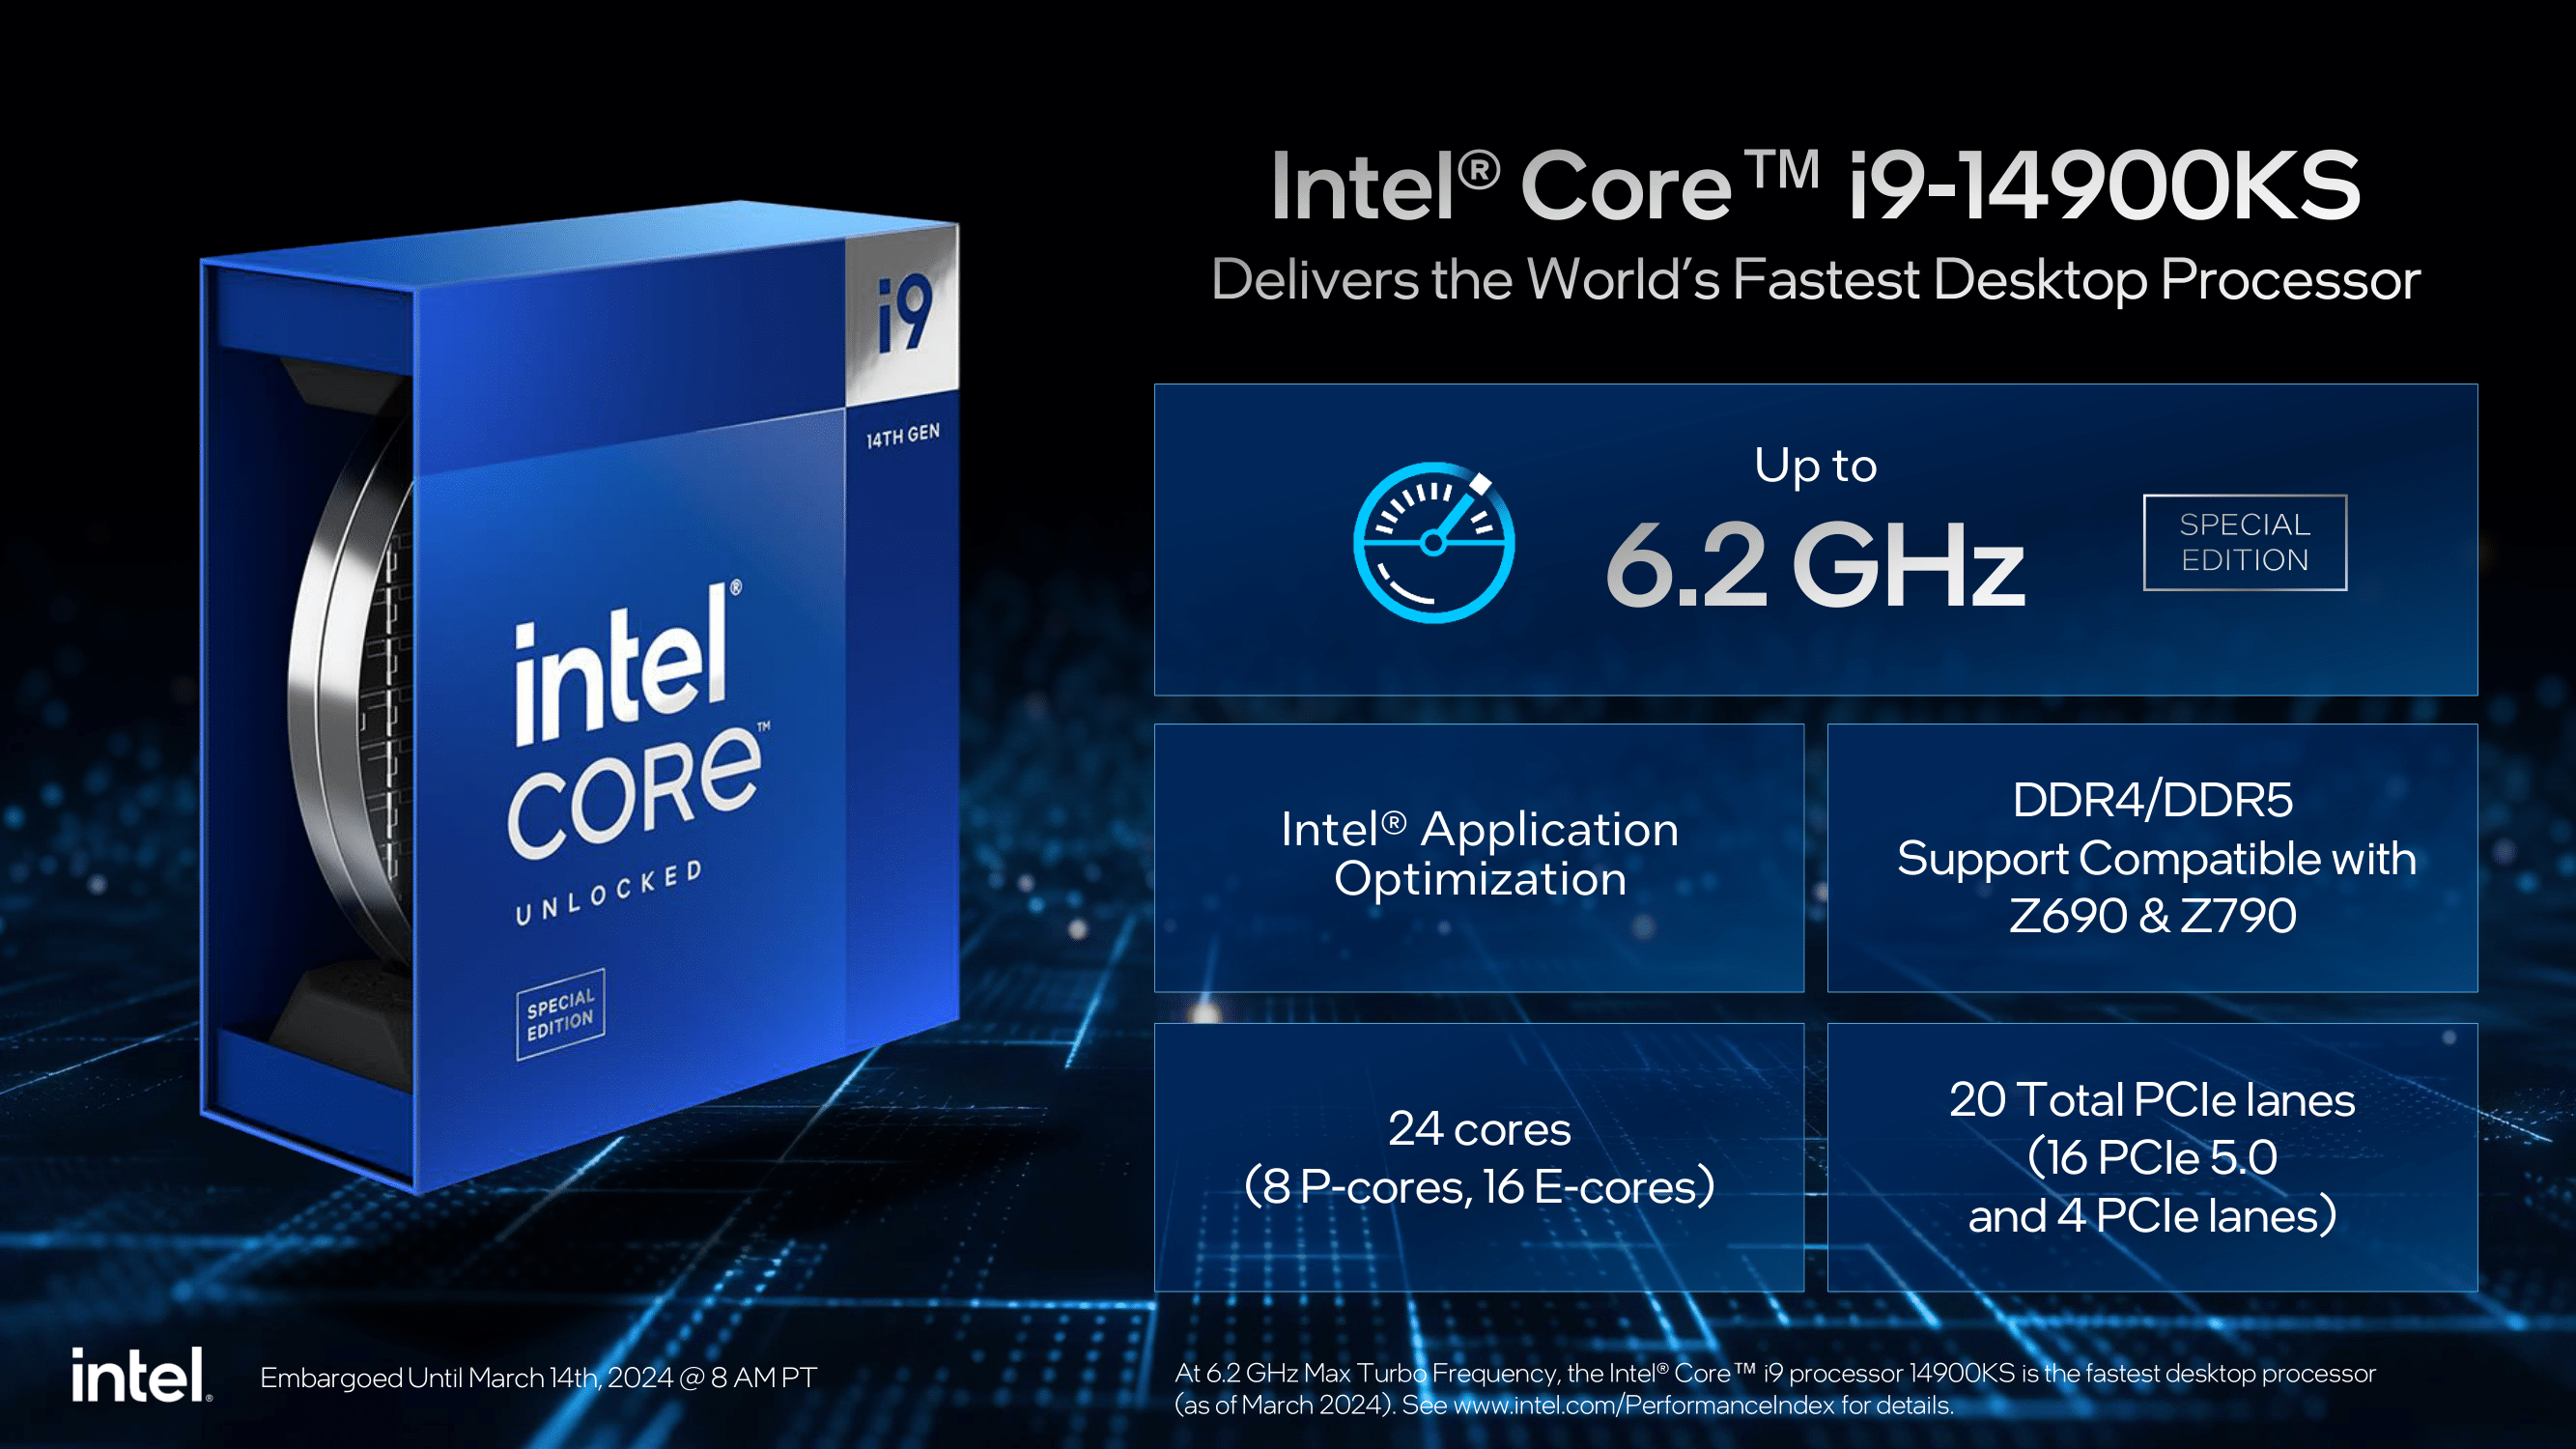 Intel® Core™ i9-14900KS
Delivers the World's Fastest Desktop Processor
i9
14TH GEN
intel®
CORe™
UNLOCKED
SPECIAL
EDITION
Up to
6.2 GHz
SPECIAL
EDITION
Intel® Application
Optimization
DDR4/DDR5
Support Compatible with
Z690 & Z790
24 cores
(8 P-cores, 16 E-cores)
20 Total PCIe lanes
(16 PCIe 5.0
and 4 PCIe lanes)
intel®
Embargoed Until March 14th, 2024 @ 8 AM PT
At 6.2 GHz Max Turbo Frequency, the Intel® Core™ i9 processor 14900KS is the fastest desktop processor
(as of March 2024). See www.intel.com/PerformanceIndex for details.